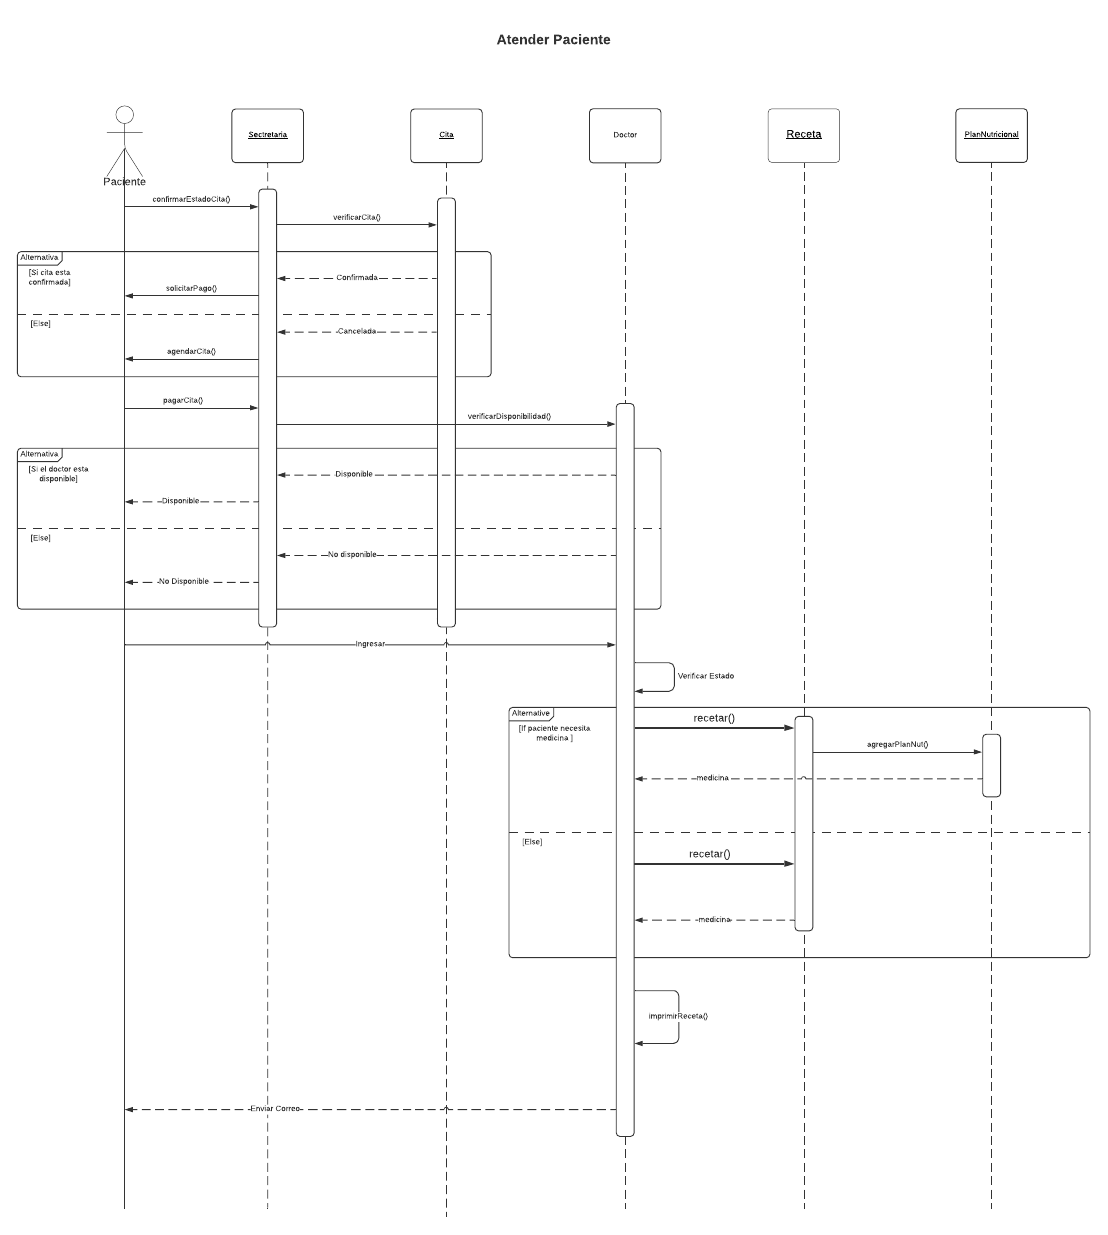 Atender Paciente
Paciente
Sectretaria
Cita
Doctor
Receta
PlanNutricional
confirmarEstadoCita()
verificarCita()
Alternativa
[Si cita esta
confirmada]
Confirmada
solicitarPago()
[Else]
Cancelada
agendarCita()
pagarCita()
verificarDisponibilidad()
Alternativa
[Si el doctor esta
disponible]
Disponible
Disponible
[Else]
No disponible
No Disponible
Ingresar
Verificar Estado
Alternative
[If paciente necesita
medicina ]
recetar()
agregarPlanNut()
medicina
[Else]
recetar()
medicina
imprimirReceta()
Enviar Correo